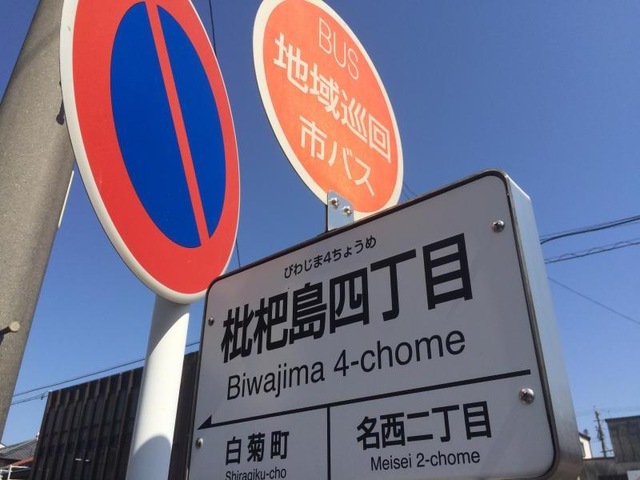 BUS
地域巡回
市バス
びわじま4ちょうめ
枇杷島四丁目
Biwajima 4-chome
白菊町
Shiragiku-cho
名西二丁目
Meisei 2-chome